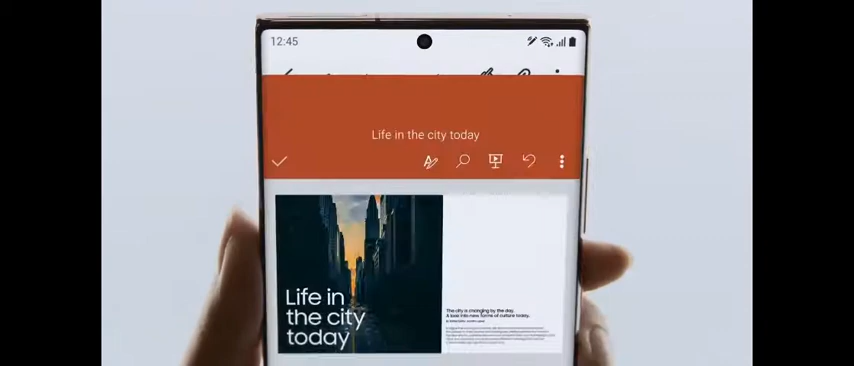 12:45
Life in the city today
Life in
the city
today
The city is changing by the day.
A look into new forms of culture today.